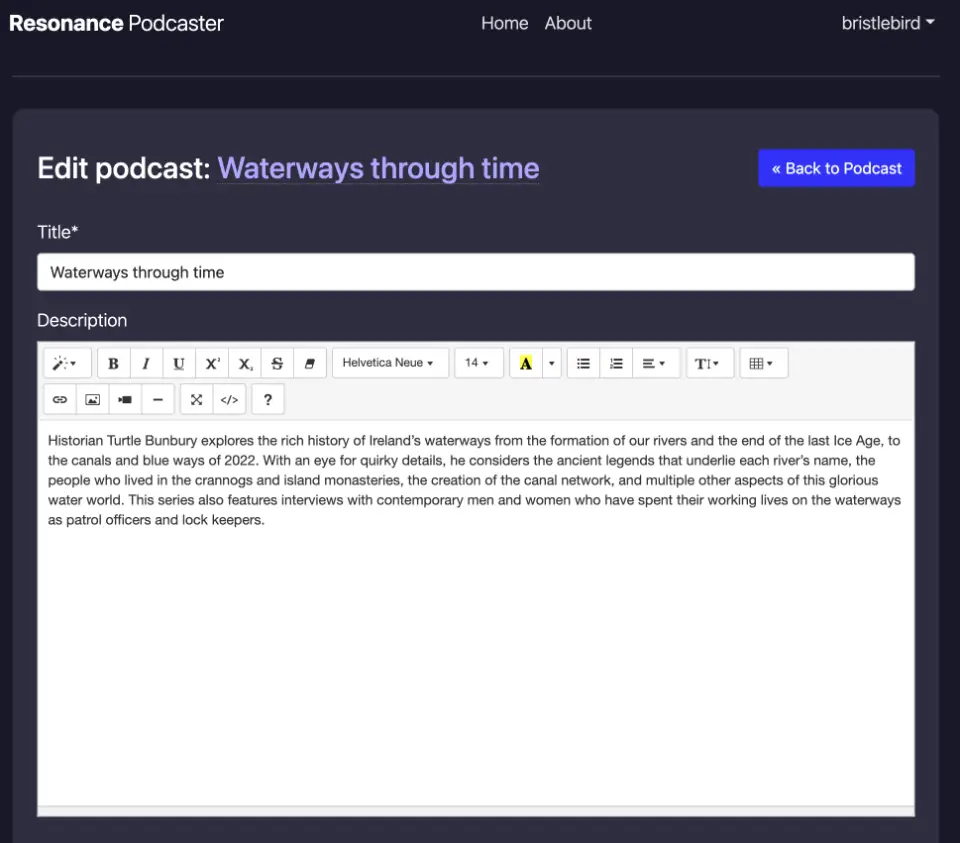 Resonance Podcaster Home About bristlebird
Edit podcast: Waterways through time « Back to Podcast
Title*
Waterways through time
Description
B I U X² X₂ S Helvetica Neue 14 A TI
</> ?
Historian Turtle Bunbury explores the rich history of Ireland’s waterways from the formation of our rivers and the end of the last Ice Age, to
the canals and blue ways of 2022. With an eye for quirky details, he considers the ancient legends that underlie each river’s name, the
people who lived in the crannogs and island monasteries, the creation of the canal network, and multiple other aspects of this glorious
water world. This series also features interviews with contemporary men and women who have spent their working lives on the waterways
as patrol officers and lock keepers.